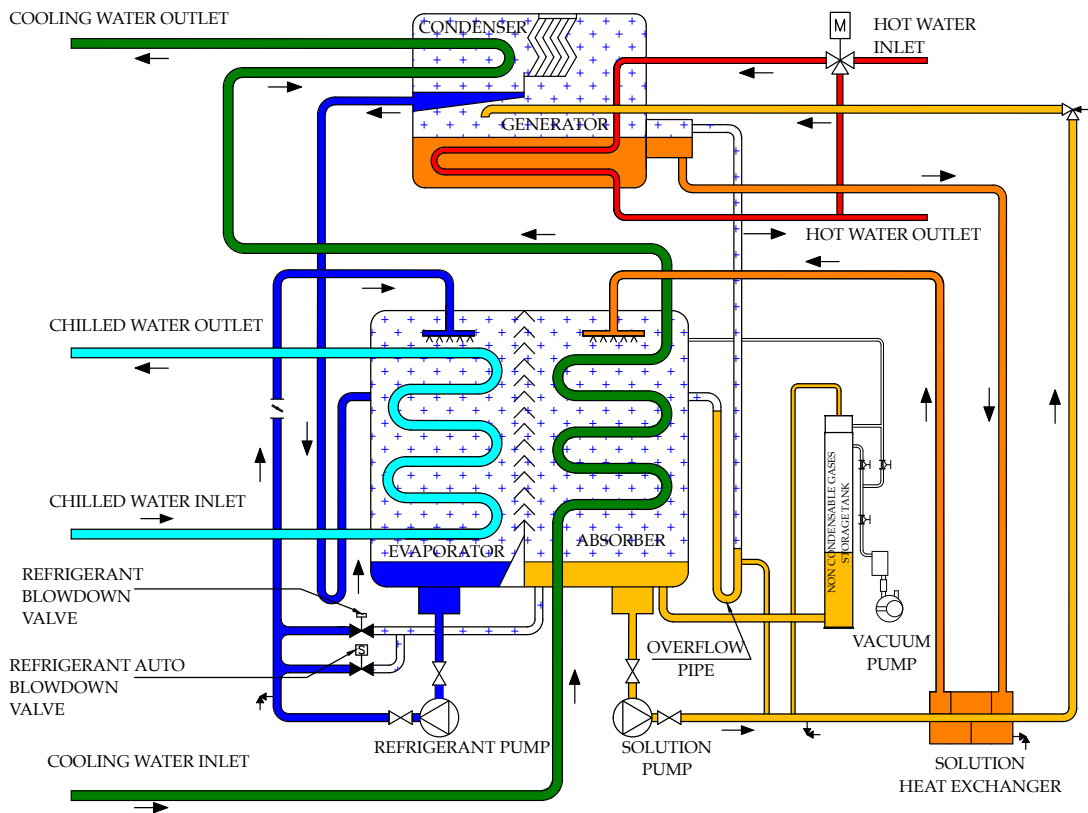 COOLING WATER OUTLET
CONDENSER
M
HOT WATER
INLET
GENERATOR
HOT WATER OUTLET
CHILLED WATER OUTLET
CHILLED WATER INLET
EVAPORATOR
ABSORBER
NON CONDENSABLE GASES
STORAGE TANK
REFRIGERANT
BLOWDOWN
VALVE
S
REFRIGERANT AUTO
BLOWDOWN
VALVE
OVERFLOW
PIPE
VACUUM
PUMP
REFRIGERANT PUMP
SOLUTION
PUMP
COOLING WATER INLET
SOLUTION
HEAT EXCHANGER